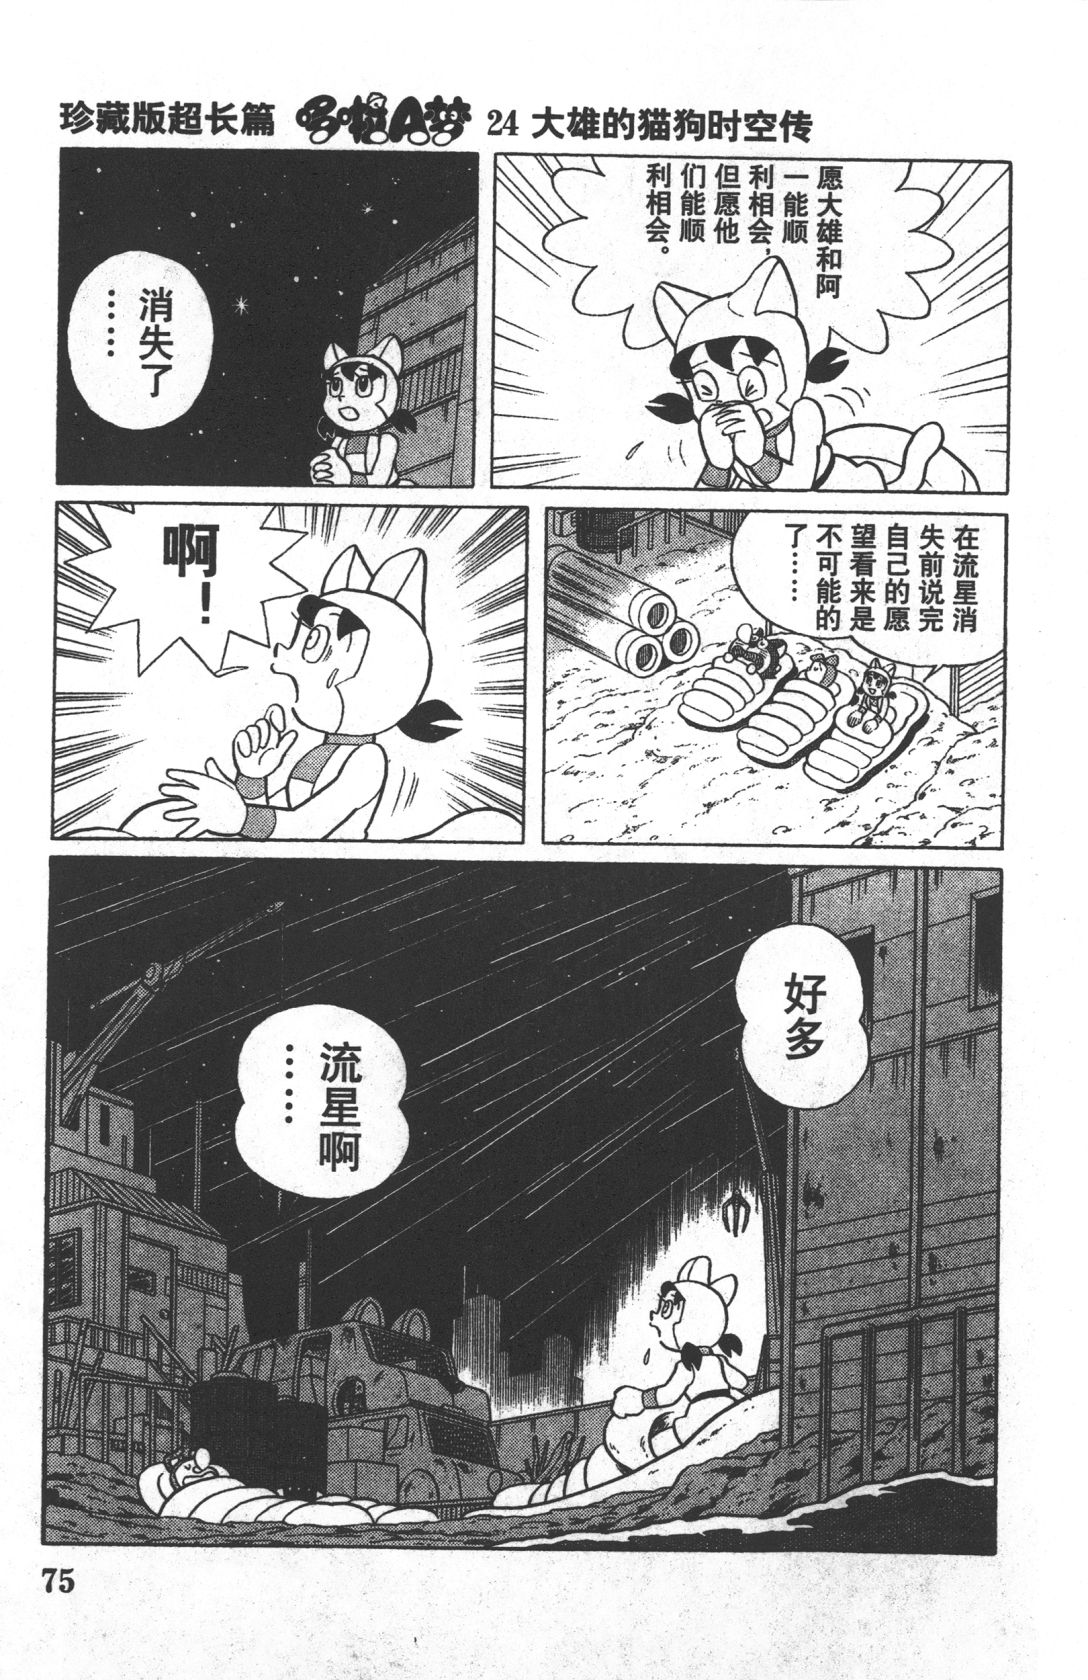 珍藏版超长篇 哆啦A梦 24 大雄的猫狗时空传
愿大雄和阿
一能顺
利相会，
但愿他
们能顺
利相会。
消失了
……
在流星消
失前说完
自己的愿
望看来是
不可能的
了……
啊！
好多
流星啊
……
75